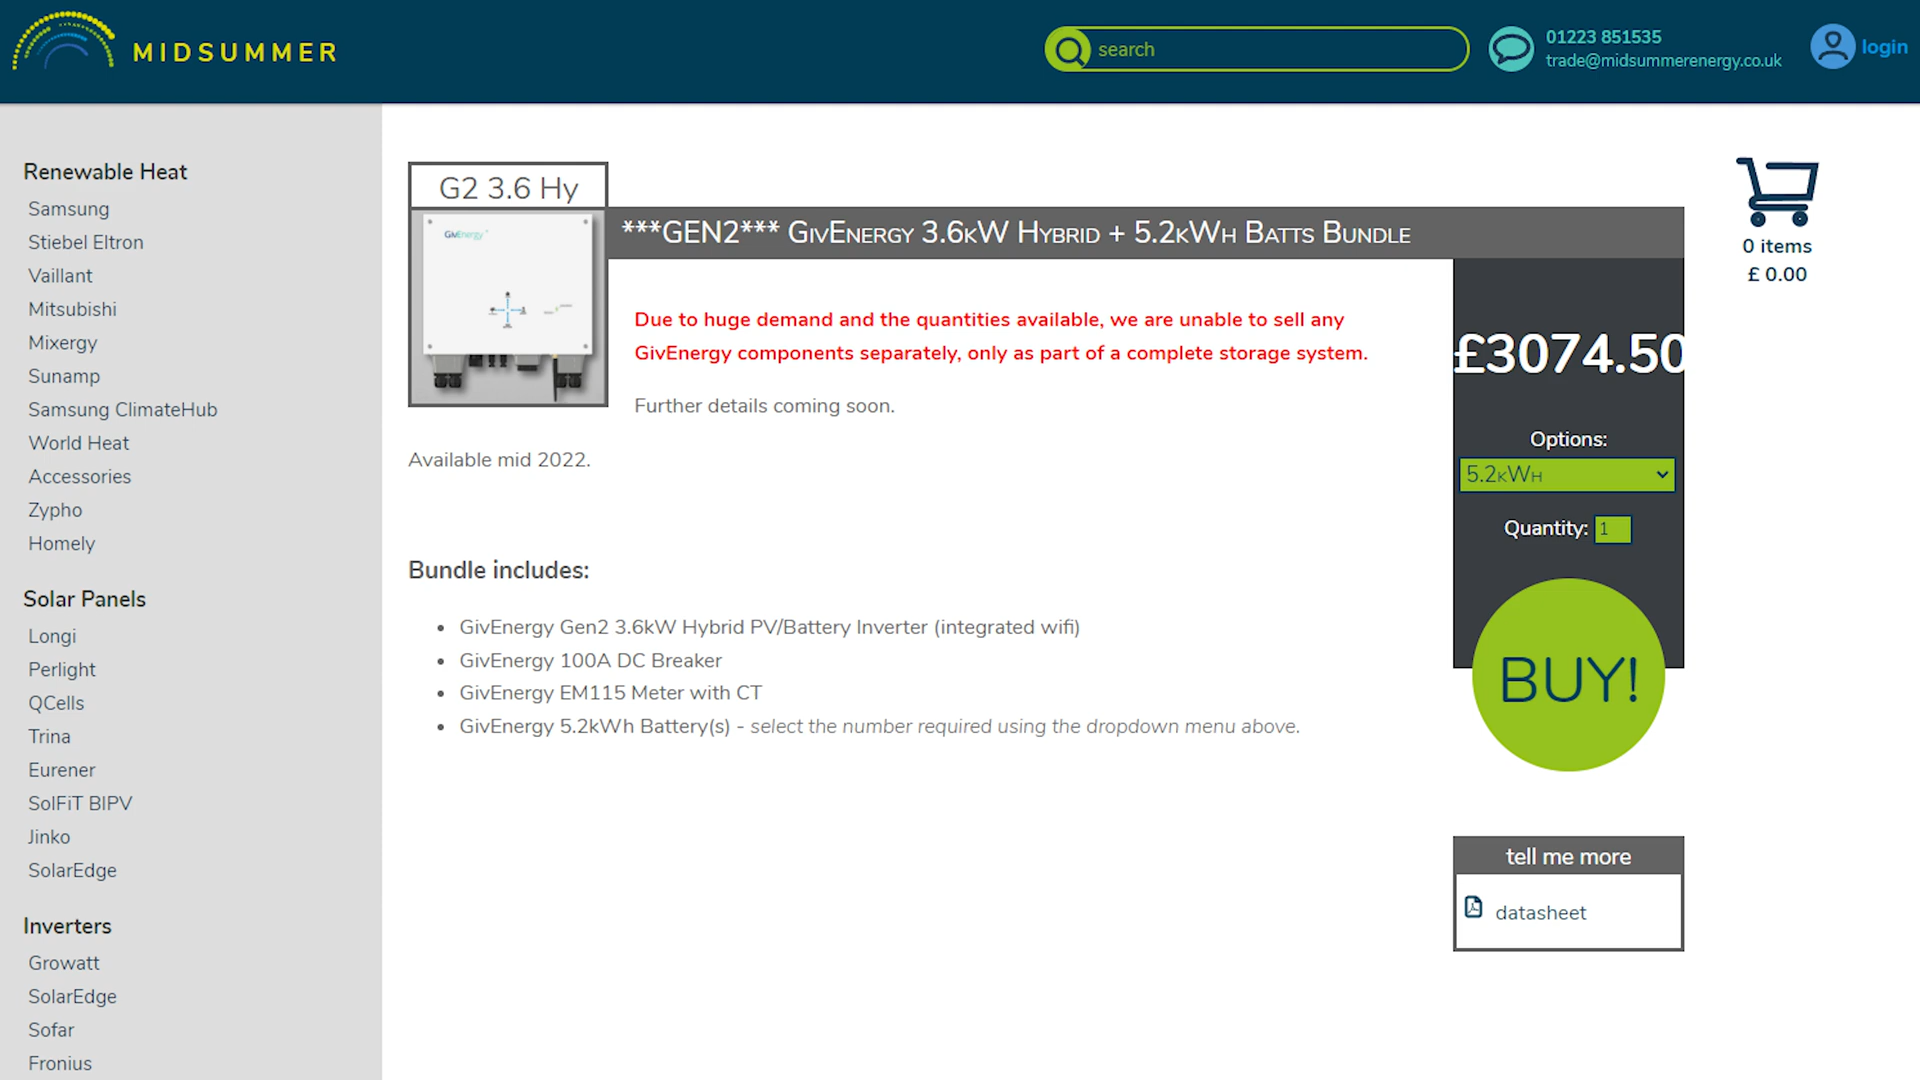 MIDSUMMER
search
01223 851535
trade@midsummerenergy.co.uk
login
Renewable Heat
Samsung
Stiebel Eltron
Vaillant
Mitsubishi
Mixergy
Sunamp
Samsung ClimateHub
World Heat
Accessories
Zypho
Homely
Solar Panels
Longi
Perlight
QCells
Trina
Eurener
SolFiT BIPV
Jinko
SolarEdge
Inverters
Growatt
SolarEdge
Sofar
Fronius
G2 3.6 Hy
GivEnergy
***GEN2*** GivEnergy 3.6kW Hybrid + 5.2kWh Batts Bundle
Due to huge demand and the quantities available, we are unable to sell any
GivEnergy components separately, only as part of a complete storage system.
Further details coming soon.
Available mid 2022.
Bundle includes:
• GivEnergy Gen2 3.6kW Hybrid PV/Battery Inverter (integrated wifi)
• GivEnergy 100A DC Breaker
• GivEnergy EM115 Meter with CT
• GivEnergy 5.2kWh Battery(s) - select the number required using the dropdown menu above.
£3074.50
Options:
5.2kWh
Quantity: 1
BUY!
tell me more
datasheet
0 items
£ 0.00